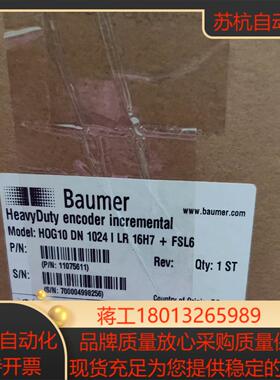 苏杭自动
Baumer
www.baumer.com
HeavyDuty encoder incremental
Model: HOG10 DN 1024 I LR 16H7 + FSL6
P/N:
(P/N: 11075611)
Rev:
Qty: 1 ST
S/N:
(S/N: 700004998256)
Country of Origin:
自动化
蒋工18013265989
品牌质量放心采购质量
开票
现货充足为您提供稳定